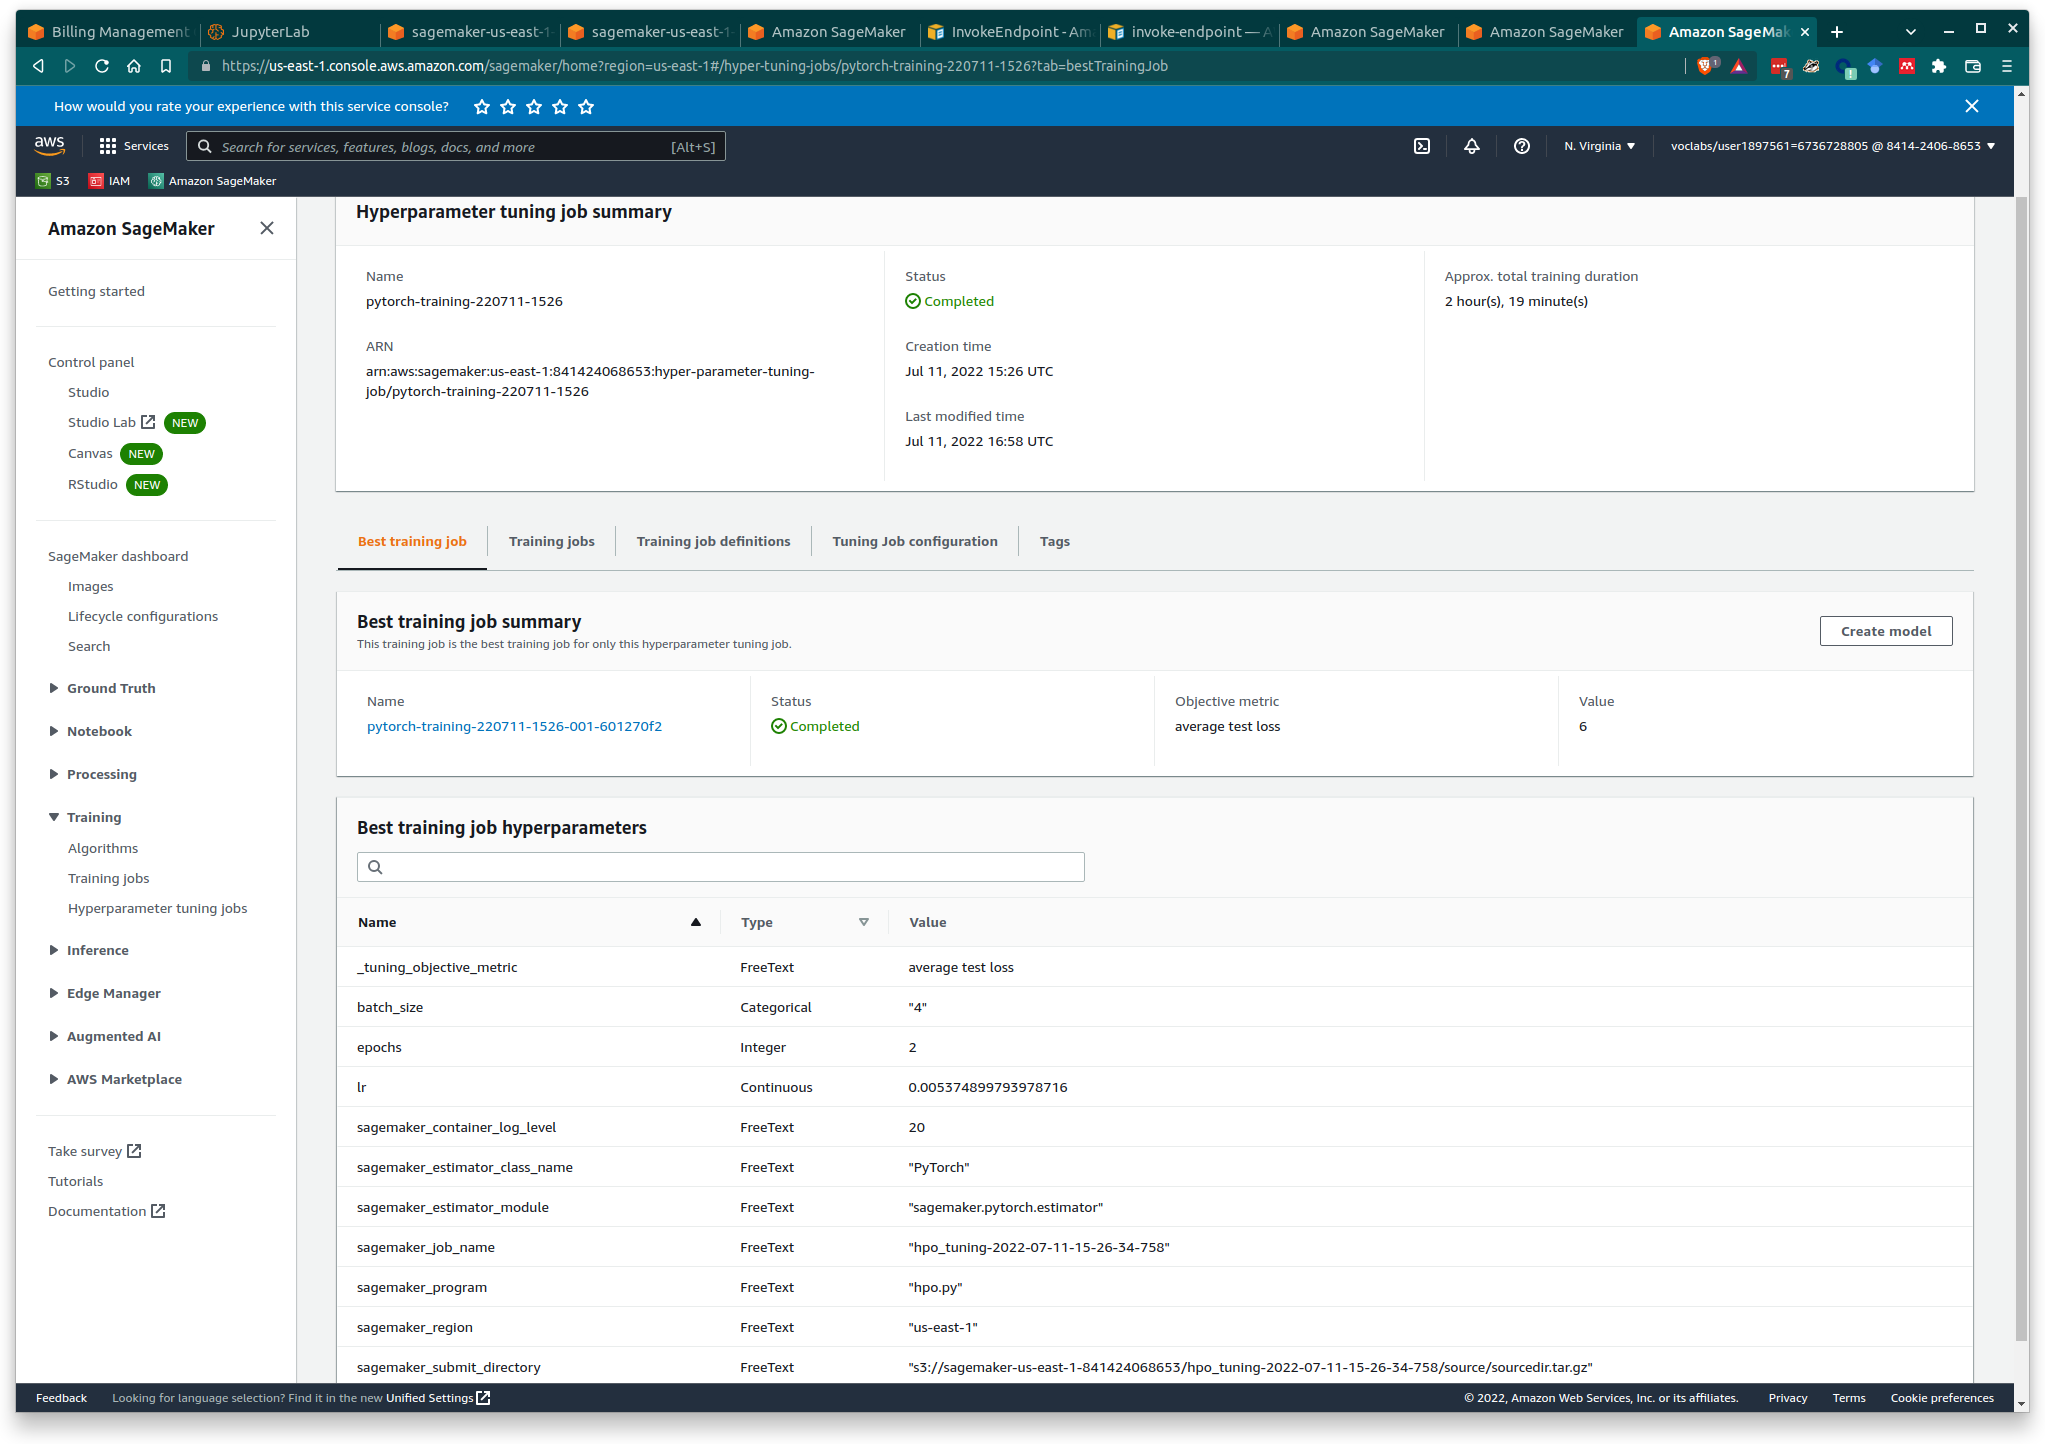 Billing Management
JupyterLab
sagemaker-us-east-1-
sagemaker-us-east-1-
Amazon SageMaker
InvokeEndpoint - Am
invoke-endpoint — A
Amazon SageMaker
Amazon SageMaker
Amazon SageMak
https://us-east-1.console.aws.amazon.com/sagemaker/home?region=us-east-1#/hyper-tuning-jobs/pytorch-training-220711-1526?tab=bestTrainingJob
1
7
How would you rate your experience with this service console?
aws
Services
Search for services, features, blogs, docs, and more
[Alt+S]
N. Virginia
voclabs/user1897561=6736728805 @ 8414-2406-8653
S3
IAM
Amazon SageMaker
Amazon SageMaker
Getting started
Control panel
Studio
Studio Lab NEW
Canvas NEW
RStudio NEW
SageMaker dashboard
Images
Lifecycle configurations
Search
Ground Truth
Notebook
Processing
Training
Algorithms
Training jobs
Hyperparameter tuning jobs
Inference
Edge Manager
Augmented AI
AWS Marketplace
Take survey
Tutorials
Documentation
Hyperparameter tuning job summary
Name
pytorch-training-220711-1526
ARN
arn:aws:sagemaker:us-east-1:841424068653:hyper-parameter-tuning-
job/pytorch-training-220711-1526
Status
Completed
Creation time
Jul 11, 2022 15:26 UTC
Last modified time
Jul 11, 2022 16:58 UTC
Approx. total training duration
2 hour(s), 19 minute(s)
Best training job
Training jobs
Training job definitions
Tuning Job configuration
Tags
Best training job summary
This training job is the best training job for only this hyperparameter tuning job.
Create model
Name
pytorch-training-220711-1526-001-601270f2
Status
Completed
Objective metric
average test loss
Value
6
Best training job hyperparameters
Name Type Value
_tuning_objective_metric FreeText average test loss
batch_size Categorical "4"
epochs Integer 2
lr Continuous 0.005374899793978716
sagemaker_container_log_level FreeText 20
sagemaker_estimator_class_name FreeText "PyTorch"
sagemaker_estimator_module FreeText "sagemaker.pytorch.estimator"
sagemaker_job_name FreeText "hpo_tuning-2022-07-11-15-26-34-758"
sagemaker_program FreeText "hpo.py"
sagemaker_region FreeText "us-east-1"
sagemaker_submit_directory FreeText "s3://sagemaker-us-east-1-841424068653/hpo_tuning-2022-07-11-15-26-34-758/source/sourcedir.tar.gz"
Feedback
Looking for language selection? Find it in the new Unified Settings
© 2022, Amazon Web Services, Inc. or its affiliates.
Privacy
Terms
Cookie preferences